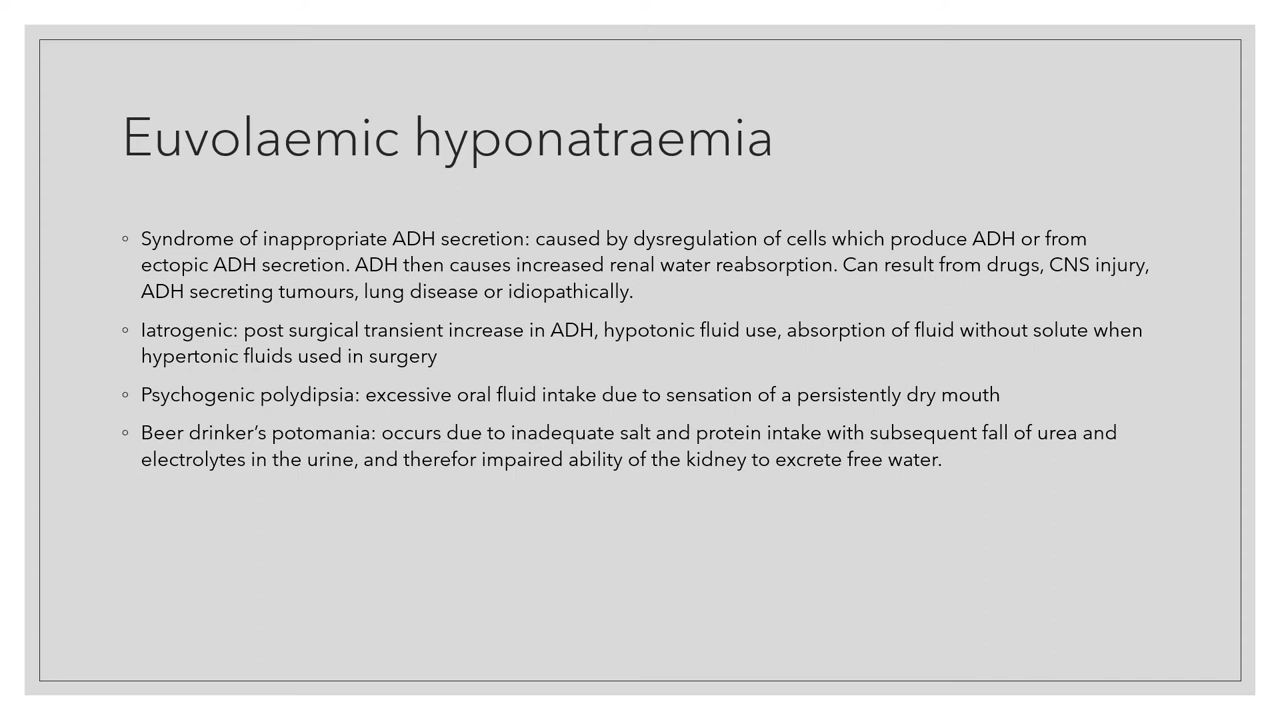 Euvolaemic hyponatraemia
◦ Syndrome of inappropriate ADH secretion: caused by dysregulation of cells which produce ADH or from
ectopic ADH secretion. ADH then causes increased renal water reabsorption. Can result from drugs, CNS injury,
ADH secreting tumours, lung disease or idiopathically.
◦ Iatrogenic: post surgical transient increase in ADH, hypotonic fluid use, absorption of fluid without solute when
hypertonic fluids used in surgery
◦ Psychogenic polydipsia: excessive oral fluid intake due to sensation of a persistently dry mouth
◦ Beer drinker’s potomania: occurs due to inadequate salt and protein intake with subsequent fall of urea and
electrolytes in the urine, and therefor impaired ability of the kidney to excrete free water.